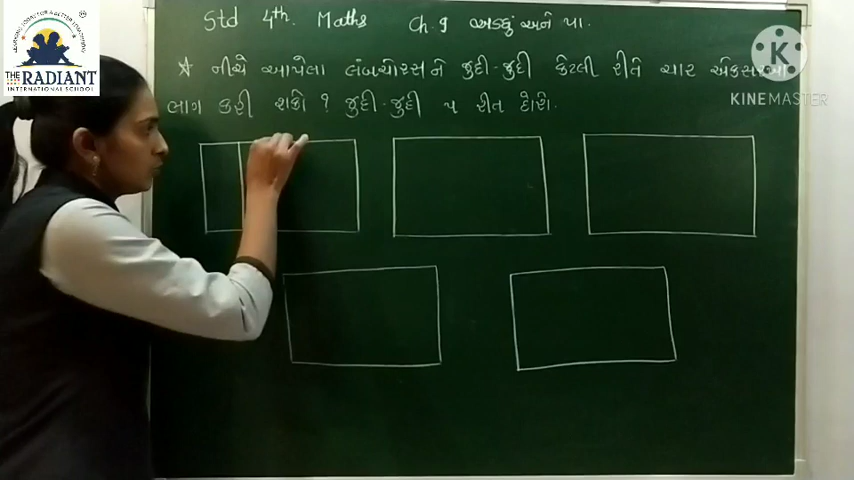 Std 4th. Maths Ch.9 અડધું અને પા.
★ નીચે આપેલા લંબચોરસને જુદી-જુદી કેટલી રીતે ચાર એકસરખા
ભાગ કરી શકો ? જુદી-જુદી ૫ રીત દોરો.
THE RADIANT
INTERNATIONAL SCHOOL
KINEMASTER